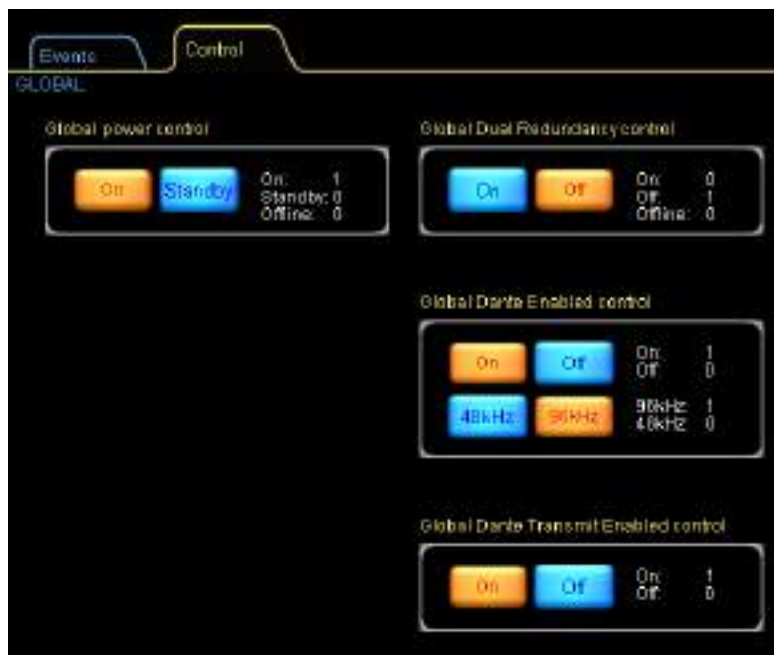 Events
Control
GLOBAL
Global power control
On
Standby
On: 1
Standby: 0
Offline: 0
Global Dual Redundancy control
On
Off
On: 0
Off: 1
Offline: 0
Global Dante Enabled control
On
Off
On: 1
Off: 0
48kHz
96kHz
96kHz: 1
48kHz: 0
Global Dante Transmit Enabled control
On
Off
On: 1
Off: 0